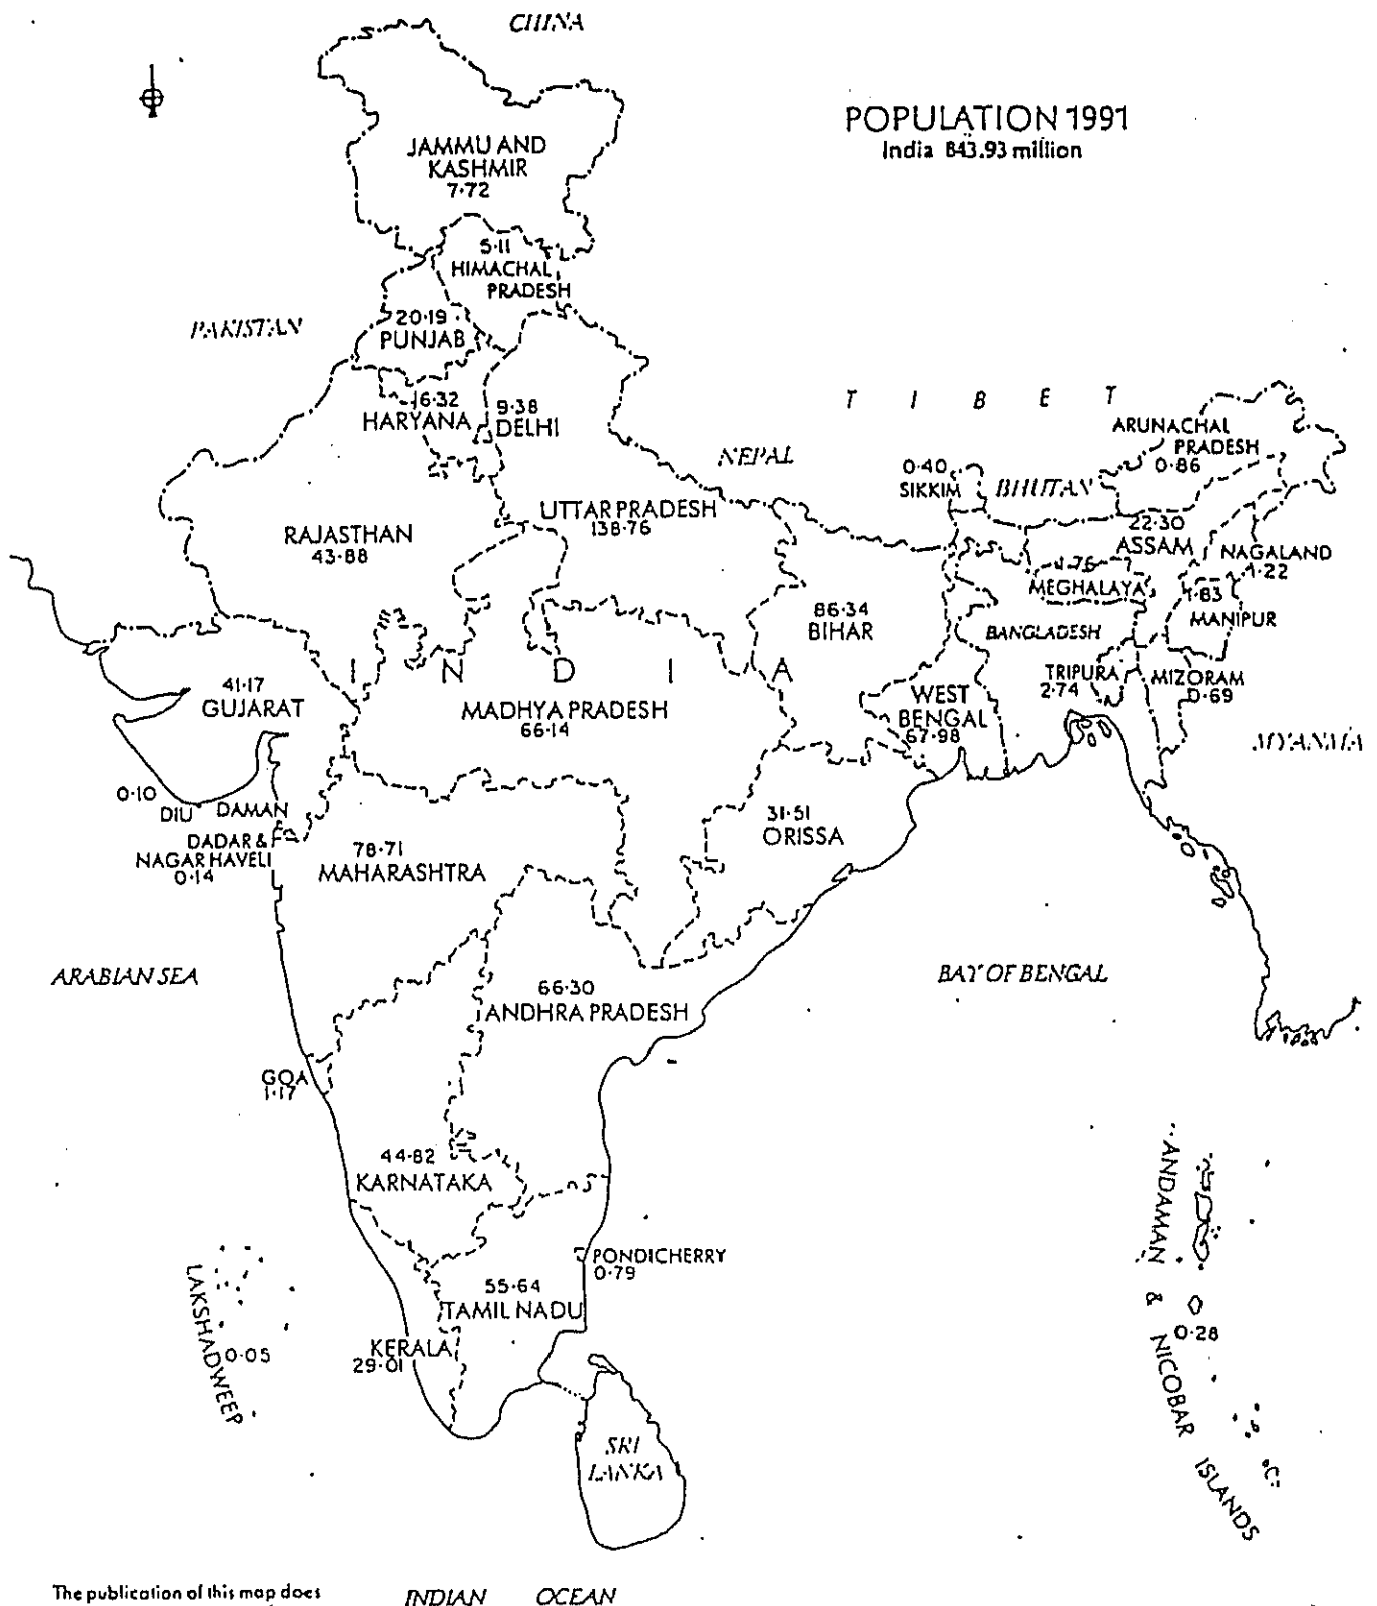 CHINA
POPULATION 1991
India 843.93 million
JAMMU AND
KASHMIR
7·72
5·11
HIMACHAL
PRADESH
PAKISTAN
20·19
PUNJAB
16·32
HARYANA
9·38
DELHI
T I B E T
ARUNACHAL
PRADESH
0·86
NEPAL
0·40
SIKKIM
BHUTAN
UTTAR PRADESH
138·76
RAJASTHAN
43·88
22·30
ASSAM
NAGALAND
1·22
1·76
MEGHALAYA
1·83
MANIPUR
86·34
BIHAR
BANGLADESH
I N D I A
TRIPURA
2·74
MIZORAM
0·69
41·17
GUJARAT
MADHYA PRADESH
66·14
WEST
BENGAL
67·98
MYANMA
0·10
DIU DAMAN
DADAR &
NAGAR HAVELI
0·14
31·51
ORISSA
78·71
MAHARASHTRA
ARABIAN SEA
BAY OF BENGAL
66·30
ANDHRA PRADESH
GOA
1·17
44·82
KARNATAKA
PONDICHERRY
0·79
ANDAMAN & NICOBAR ISLANDS
0·28
LAKSHADWEEP
0·05
55·64
TAMIL NADU
KERALA
29·01
SRI
LANKA
The publication of this map does
INDIAN OCEAN